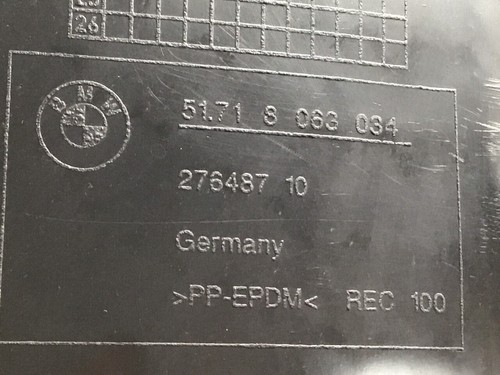 26
BMW
51.71 8 063 034
276487 10
Germany
>PP-EPDM< REC 100